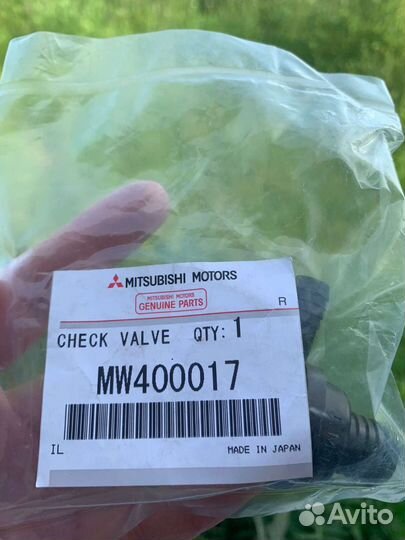 MITSUBISHI MOTORS
MITSUBISHI MOTORS
GENUINE PARTS
R
CHECK VALVE QTY: 1
MW400017
IL MADE IN JAPAN
Avito